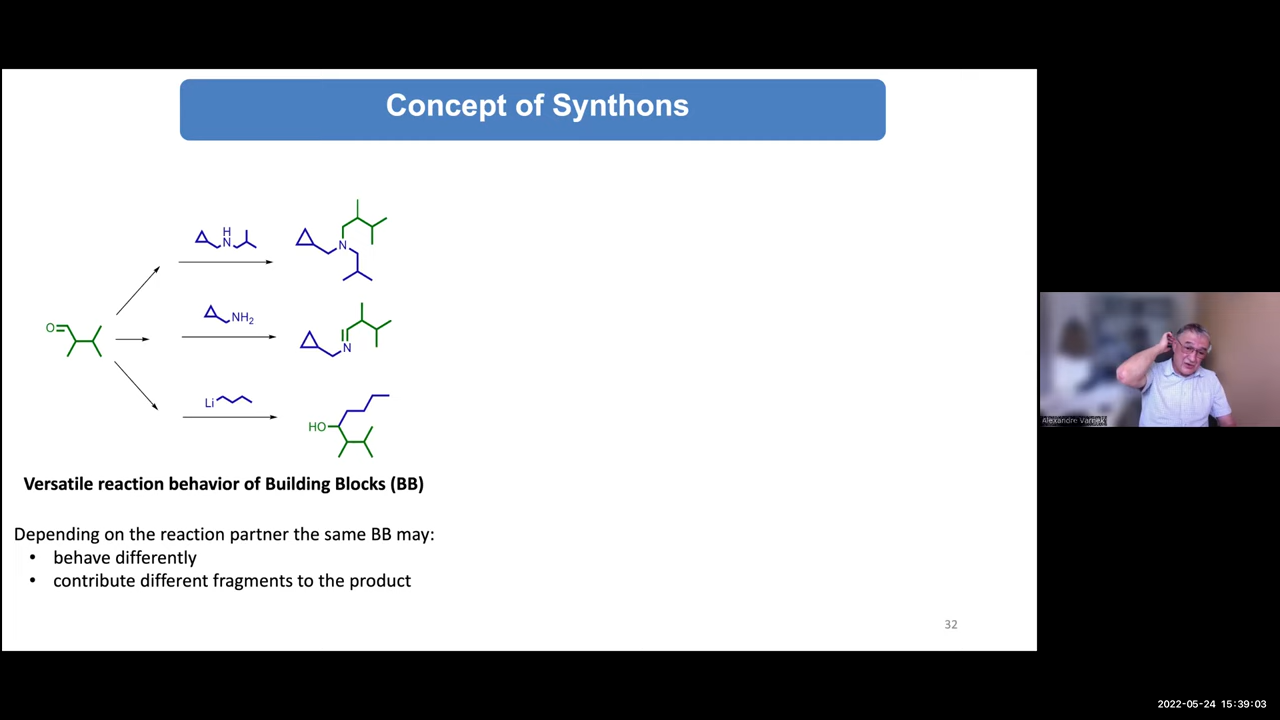 Concept of Synthons
H
N
N
O
NH2
N
Li
HO
Versatile reaction behavior of Building Blocks (BB)
Depending on the reaction partner the same BB may:
• behave differently
• contribute different fragments to the product
32
Alexandre Varnek
2022-05-24 15:39:03